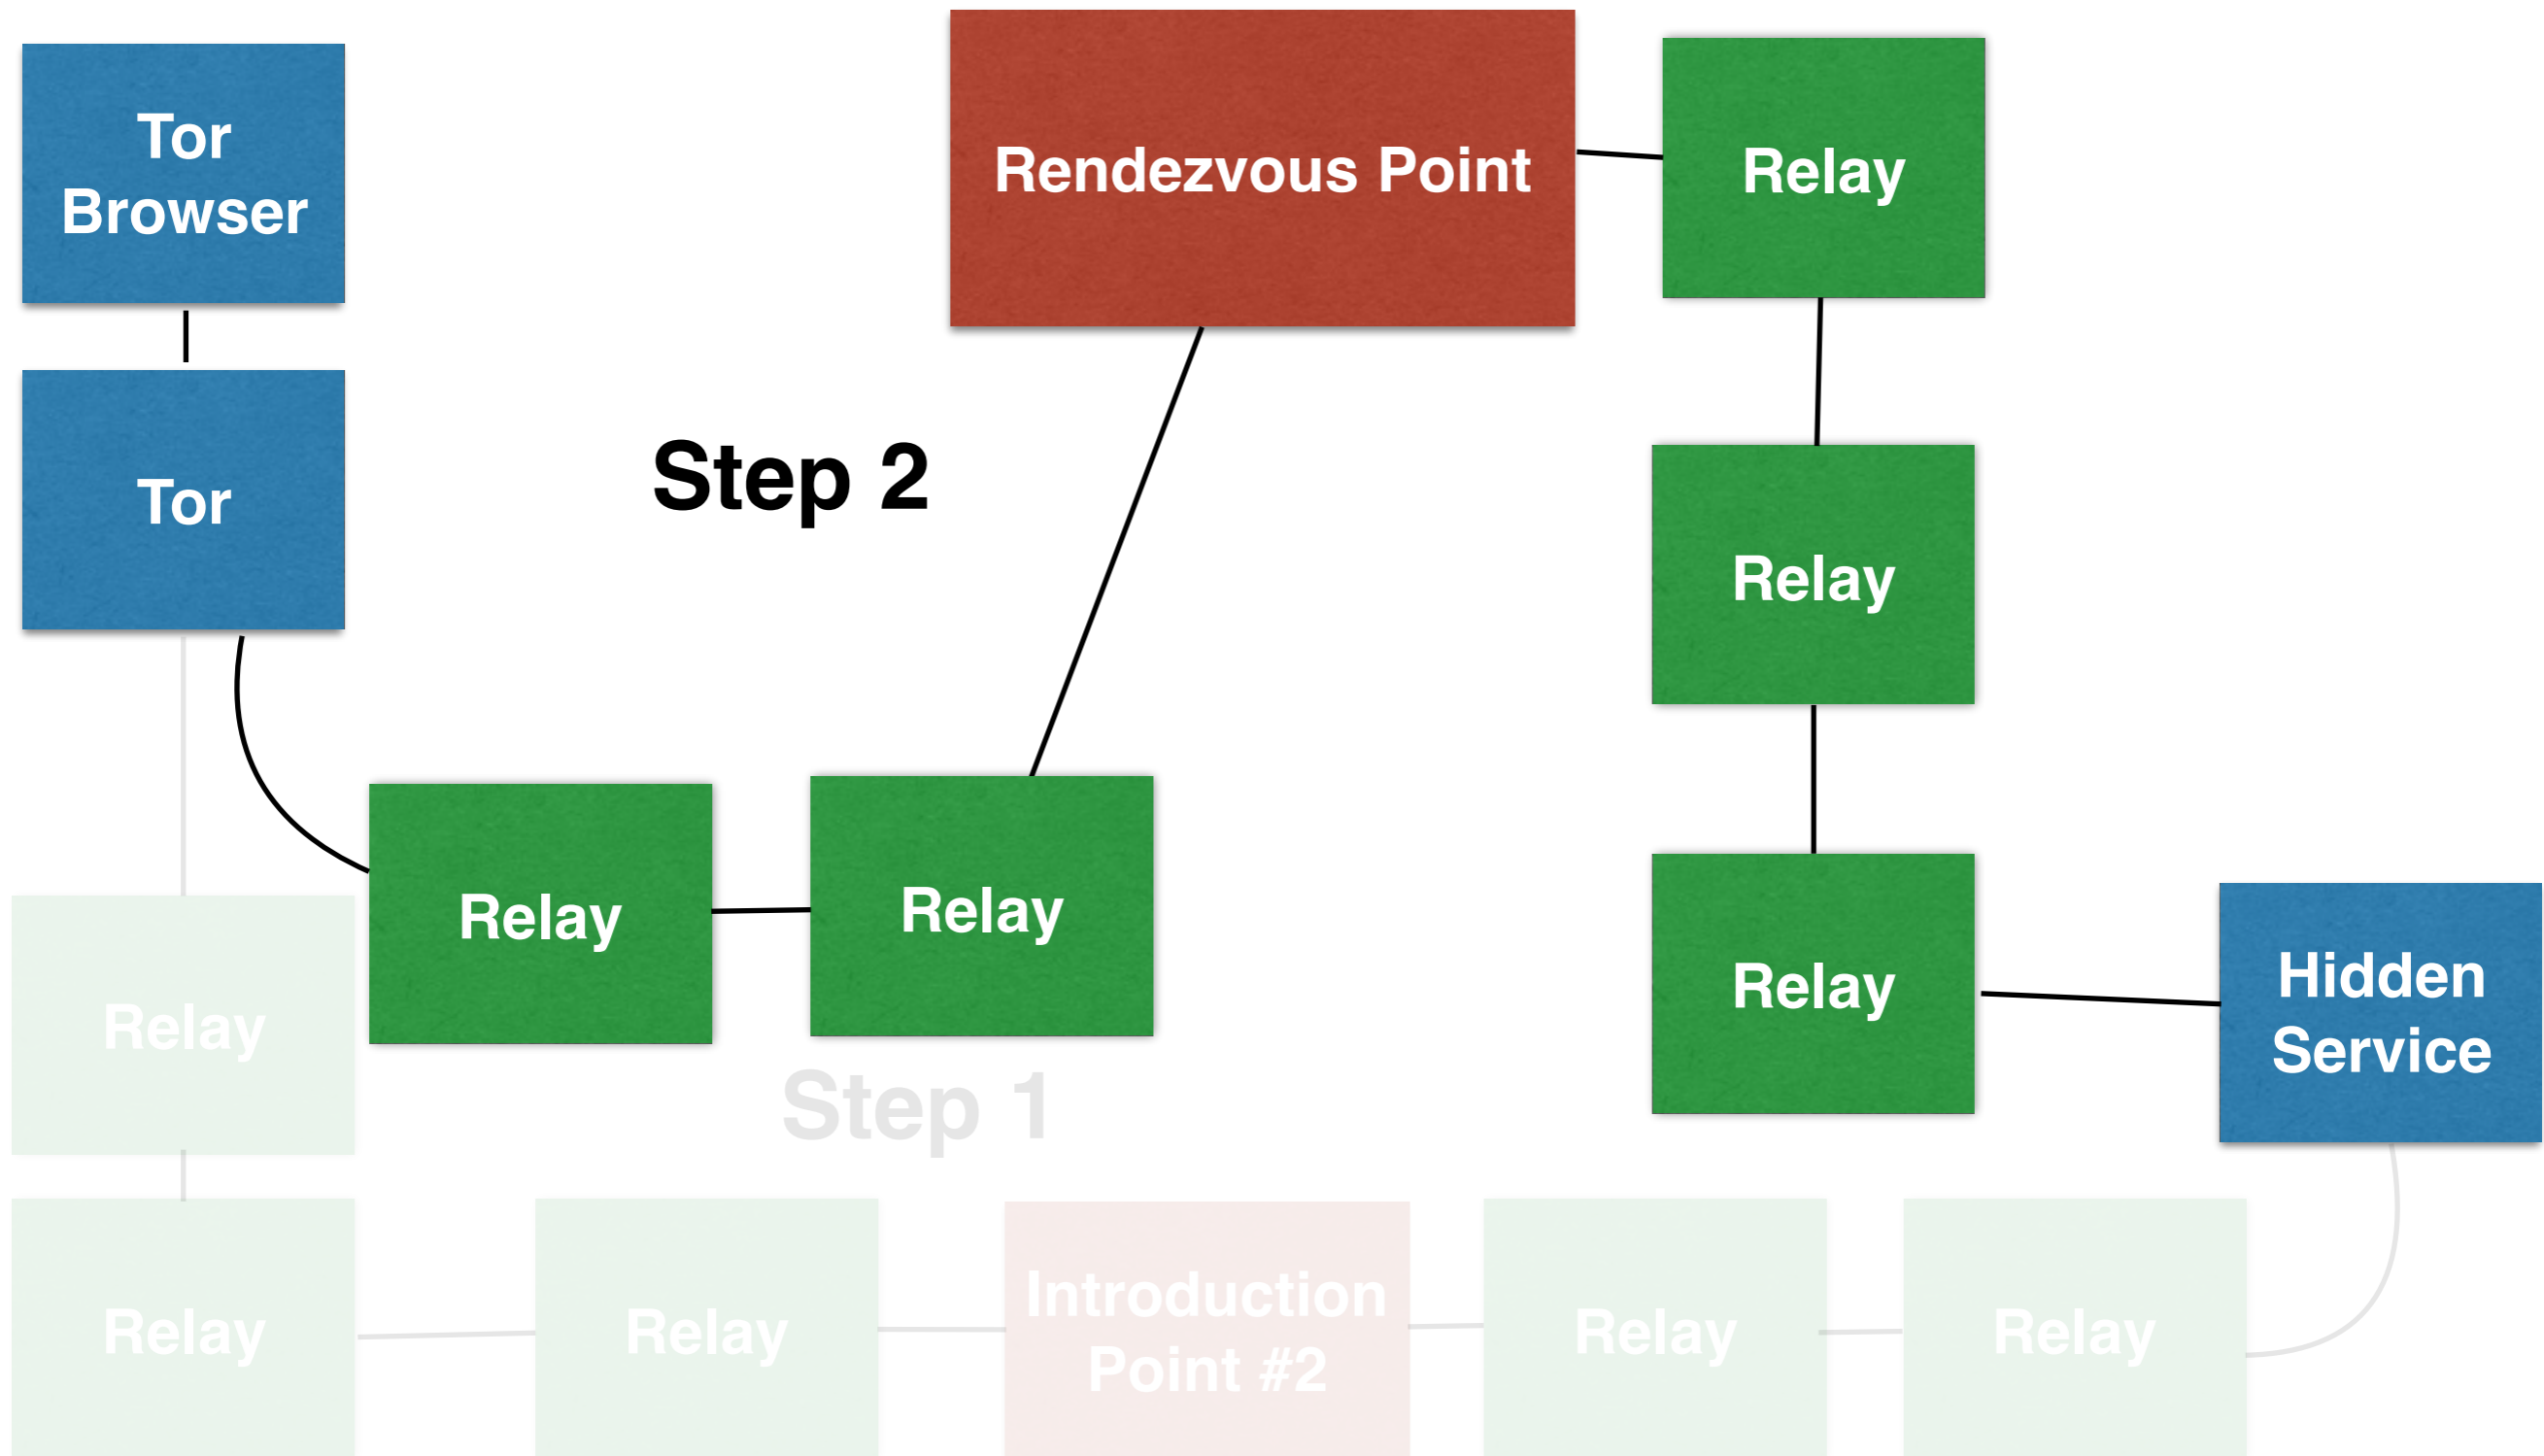 Tor
Browser
Rendezvous Point
Relay
Tor
Step 2
Relay
Relay
Relay
Relay
Hidden
Service
Relay
Step 1
Relay
Relay
Introduction
Point #2
Relay
Relay